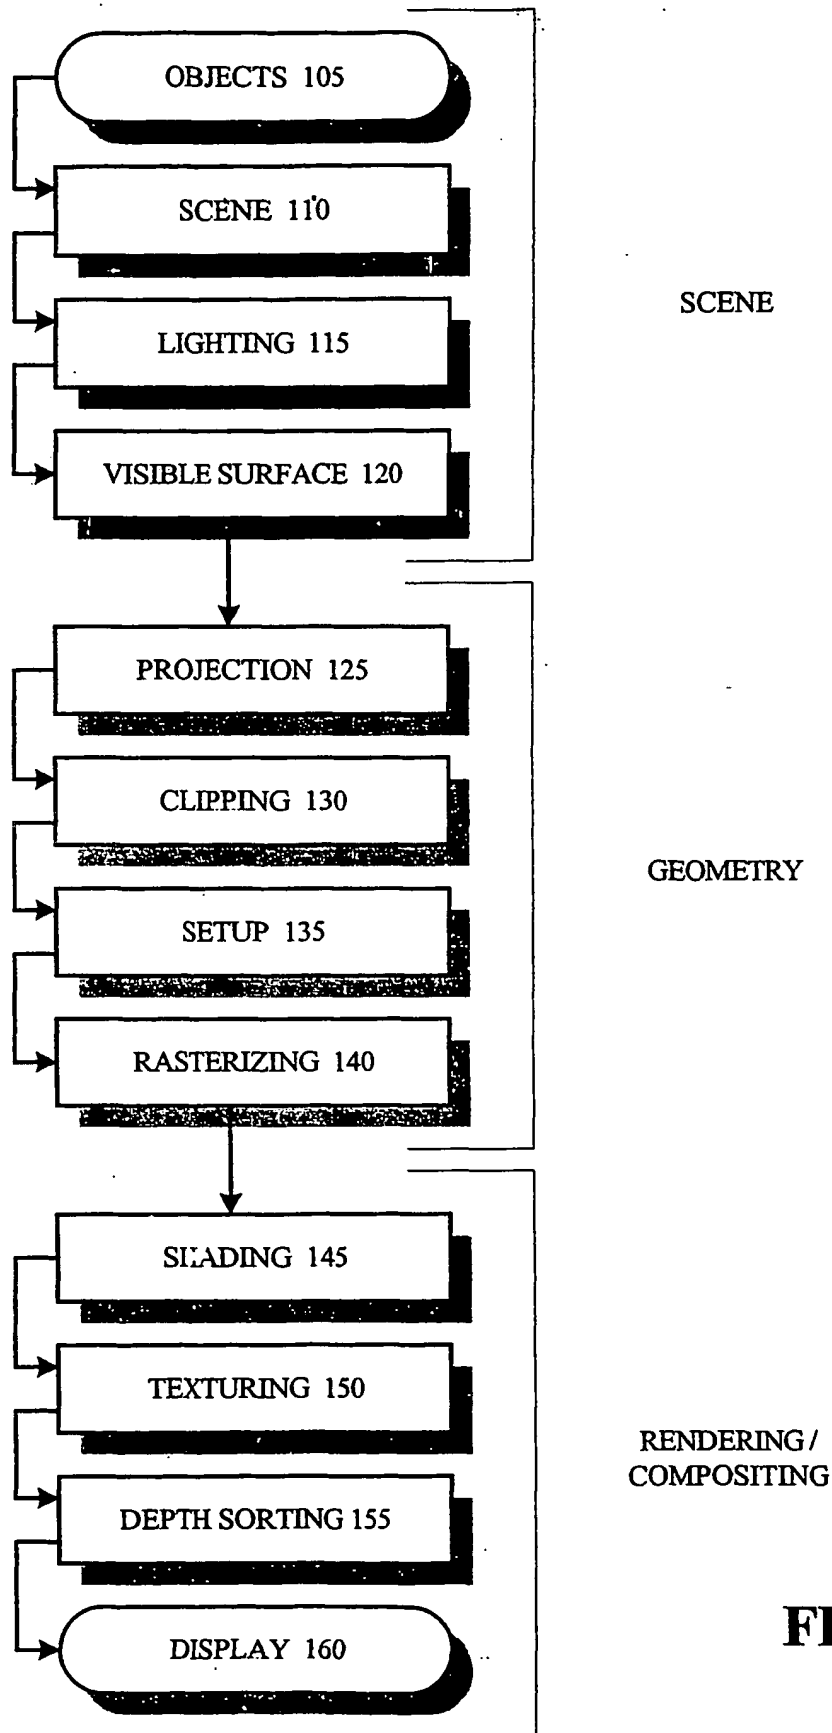 OBJECTS 105
SCENE 110
LIGHTING 115
VISIBLE SURFACE 120
SCENE
PROJECTION 125
CLIPPING 130
SETUP 135
RASTERIZING 140
GEOMETRY
SHADING 145
TEXTURING 150
DEPTH SORTING 155
DISPLAY 160
RENDERING /
COMPOSITING